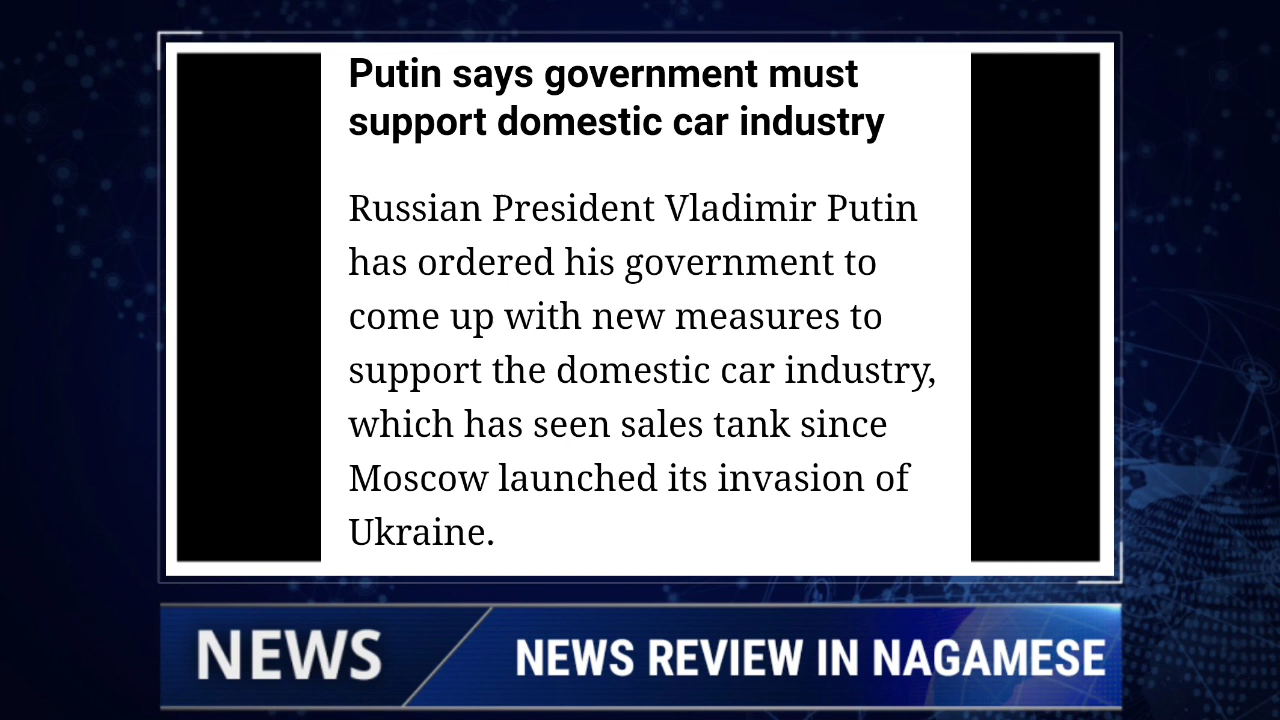 Putin says government must
support domestic car industry
Russian President Vladimir Putin
has ordered his government to
come up with new measures to
support the domestic car industry,
which has seen sales tank since
Moscow launched its invasion of
Ukraine.
NEWS
NEWS REVIEW IN NAGAMESE